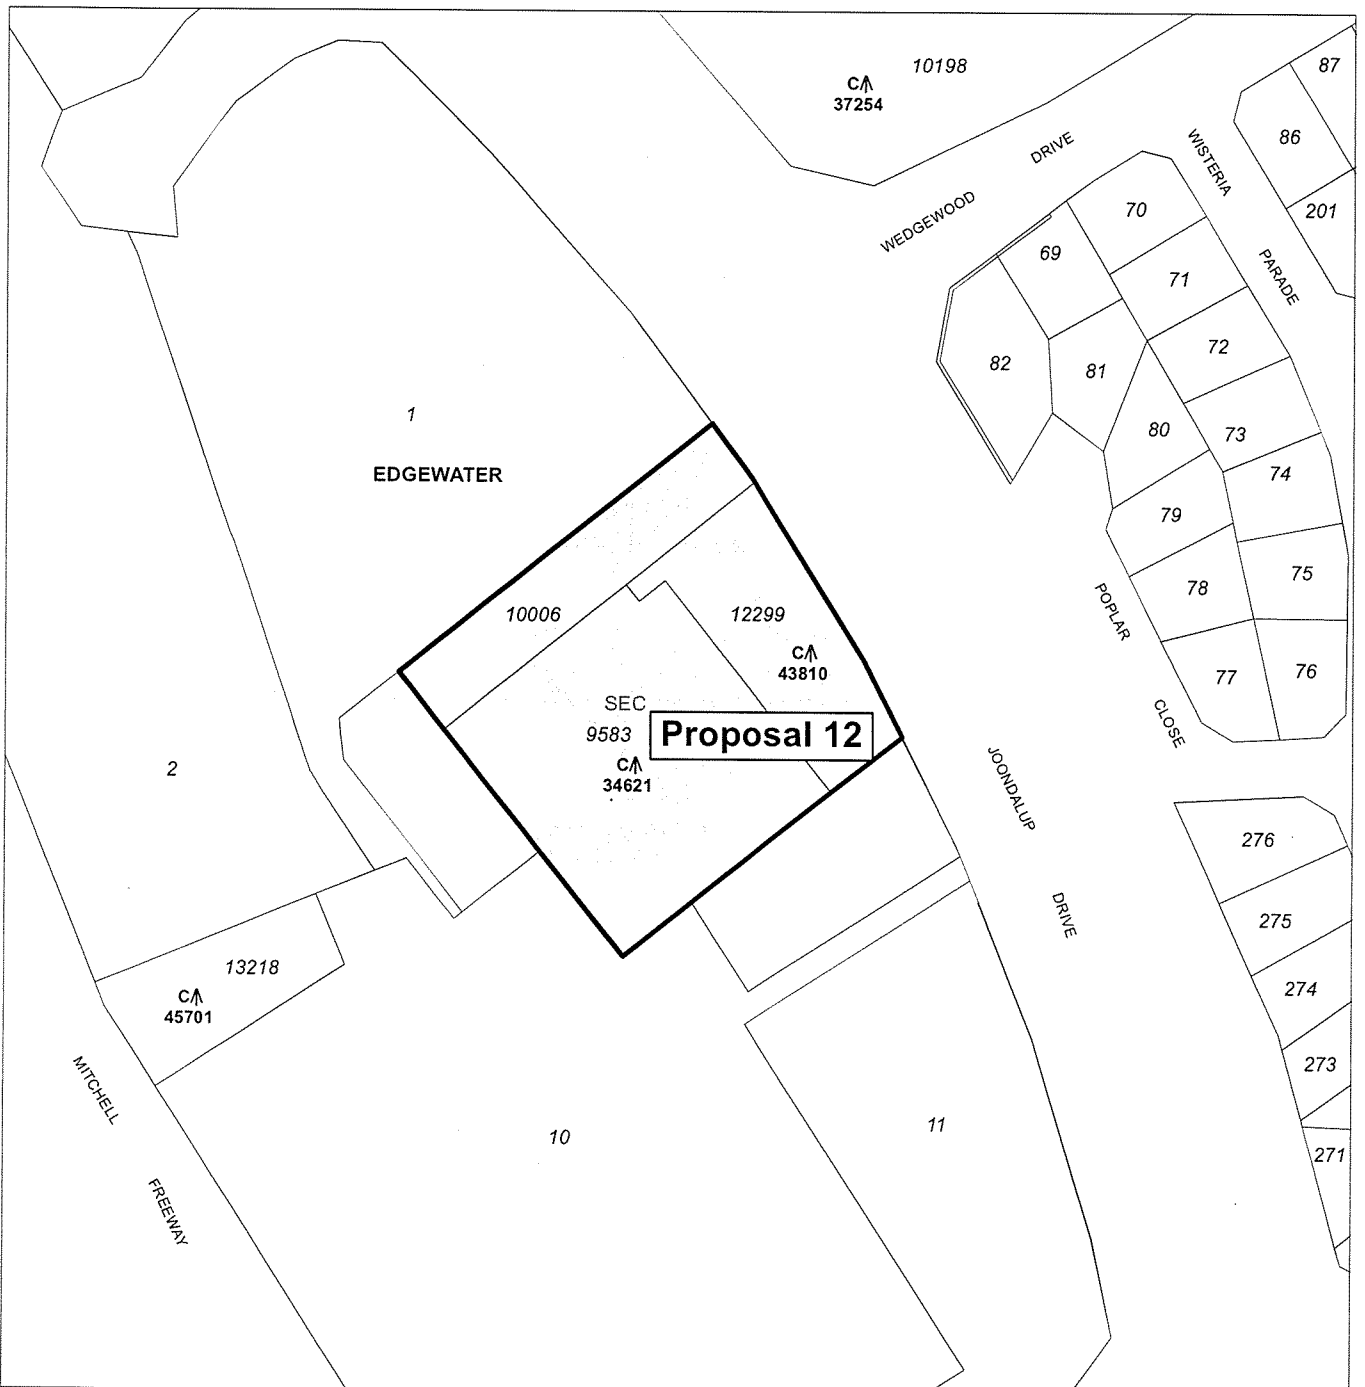 10198
C
37254
87
86
201
WEDGEWOOD
DRIVE
WISTERIA
PARADE
70
69
71
72
82
81
80
73
74
79
78
75
77
76
1
EDGEWATER
10006
12299
C
43810
SEC
9583
Proposal 12
C
34621
POPLAR
CLOSE
2
JOONDALUP
DRIVE
276
275
274
273
271
13218
C
45701
MITCHELL
FREEWAY
10
11